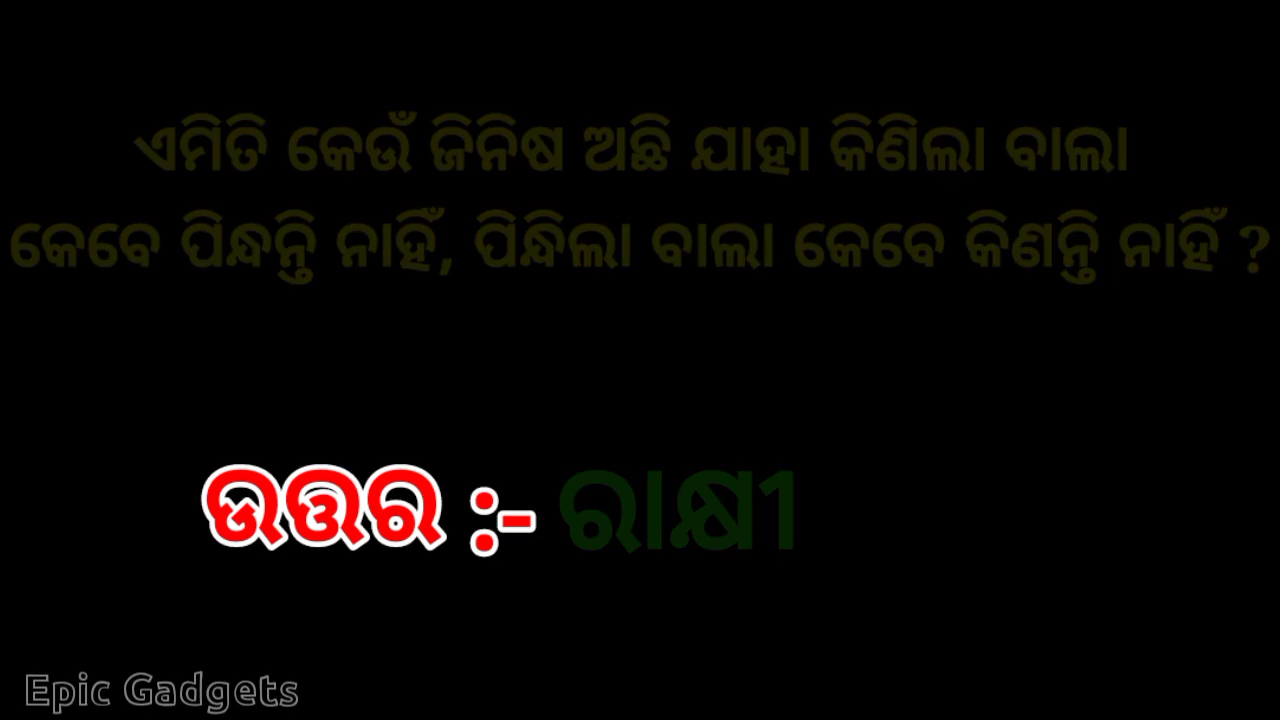 ଏମିତି କେଉଁ ଜିନିଷ ଅଛି ଯାହା କିଣିଲା ବାଲା
କେବେ ପିନ୍ଧନ୍ତି ନାହିଁ, ପିନ୍ଧିଲା ବାଲା କେବେ କିଣନ୍ତି ନାହିଁ ?
ଉତ୍ତର :- ରାକ୍ଷୀ
Epic Gadgets